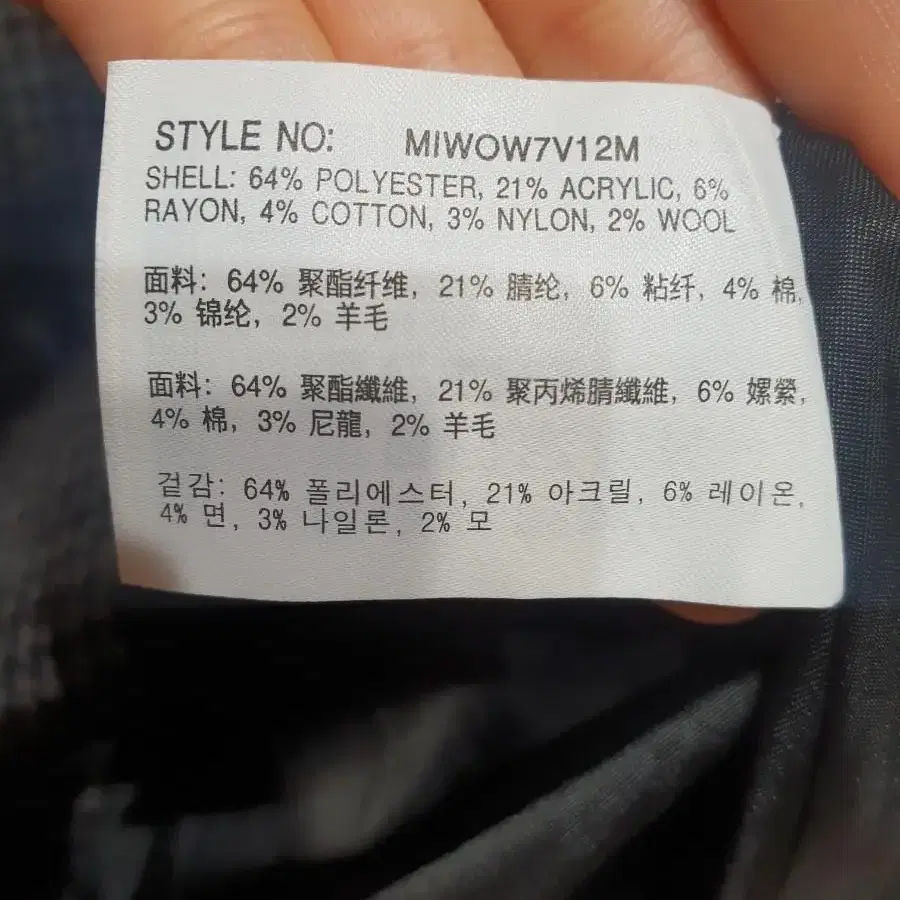 STYLE NO: MIWOW7V12M
SHELL: 64% POLYESTER, 21% ACRYLIC, 6%
RAYON, 4% COTTON, 3% NYLON, 2% WOOL
面料: 64% 聚酯纤维, 21% 腈纶, 6% 粘纤, 4% 棉,
3% 锦纶, 2% 羊毛
面料: 64% 聚酯纖維, 21% 聚丙烯腈纖維, 6% 嫘縈,
4% 棉, 3% 尼龍, 2% 羊毛
겉감: 64% 폴리에스터, 21% 아크릴, 6% 레이온,
4% 면, 3% 나일론, 2% 모